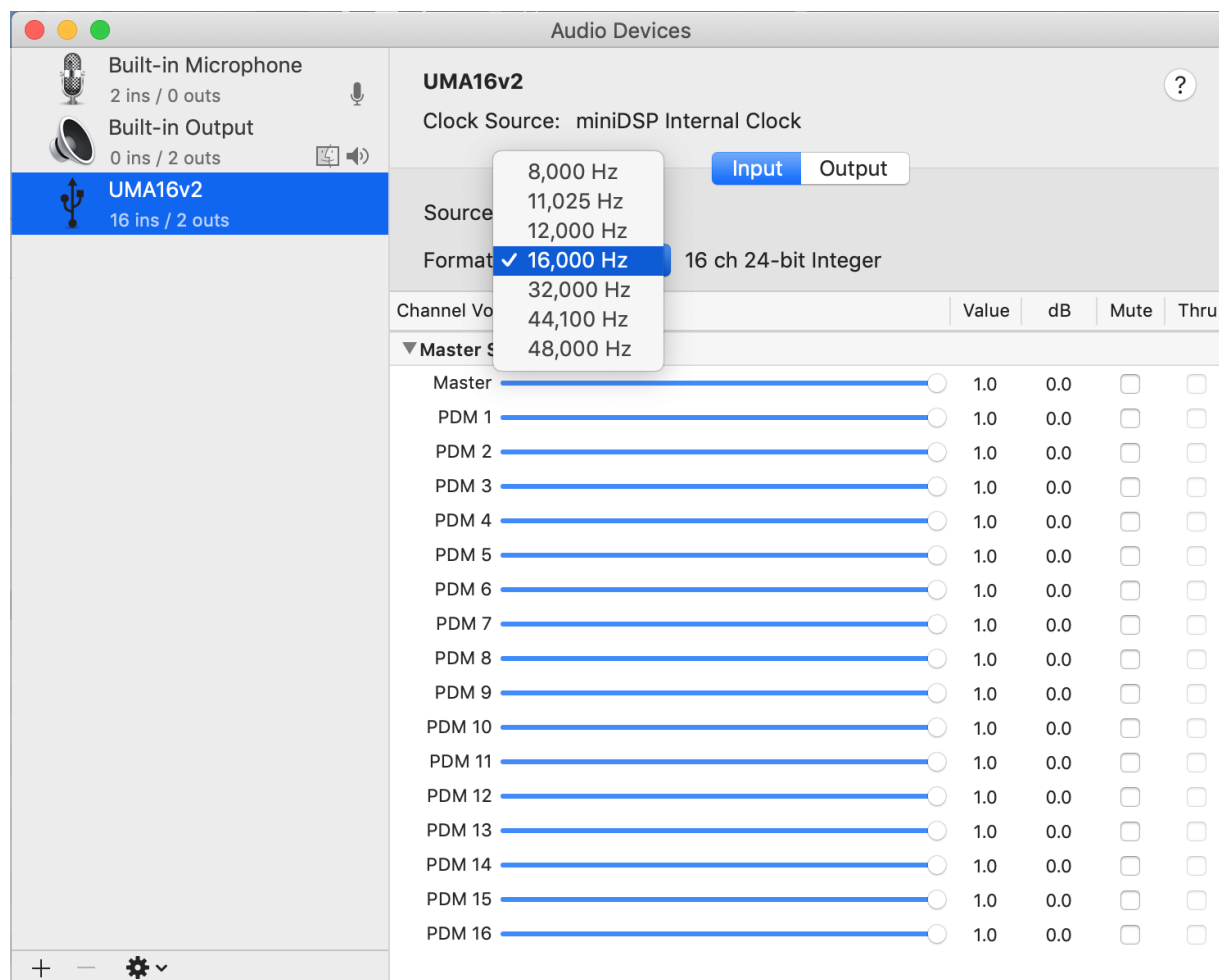 Audio Devices
Built-in Microphone
2 ins / 0 outs
Built-in Output
0 ins / 2 outs
UMA16v2
16 ins / 2 outs
UMA16v2
?
Clock Source: miniDSP Internal Clock
Input Output
Source
Format
8,000 Hz
11,025 Hz
12,000 Hz
✓ 16,000 Hz
32,000 Hz
44,100 Hz
48,000 Hz
16 ch 24-bit Integer
Channel Vo Value dB Mute Thru
Master S
Master 1.0 0.0
PDM 1 1.0 0.0
PDM 2 1.0 0.0
PDM 3 1.0 0.0
PDM 4 1.0 0.0
PDM 5 1.0 0.0
PDM 6 1.0 0.0
PDM 7 1.0 0.0
PDM 8 1.0 0.0
PDM 9 1.0 0.0
PDM 10 1.0 0.0
PDM 11 1.0 0.0
PDM 12 1.0 0.0
PDM 13 1.0 0.0
PDM 14 1.0 0.0
PDM 15 1.0 0.0
PDM 16 1.0 0.0